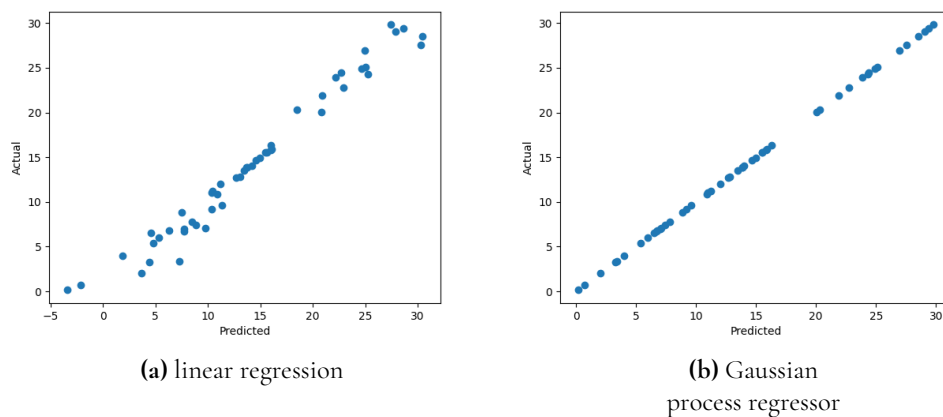 30
25
20
15
10
5
0
Actual
−5 0 5 10 15 20 25 30
Predicted
(a) linear regression
30
25
20
15
10
5
0
Actual
0 5 10 15 20 25 30
Predicted
(b) Gaussian
process regressor